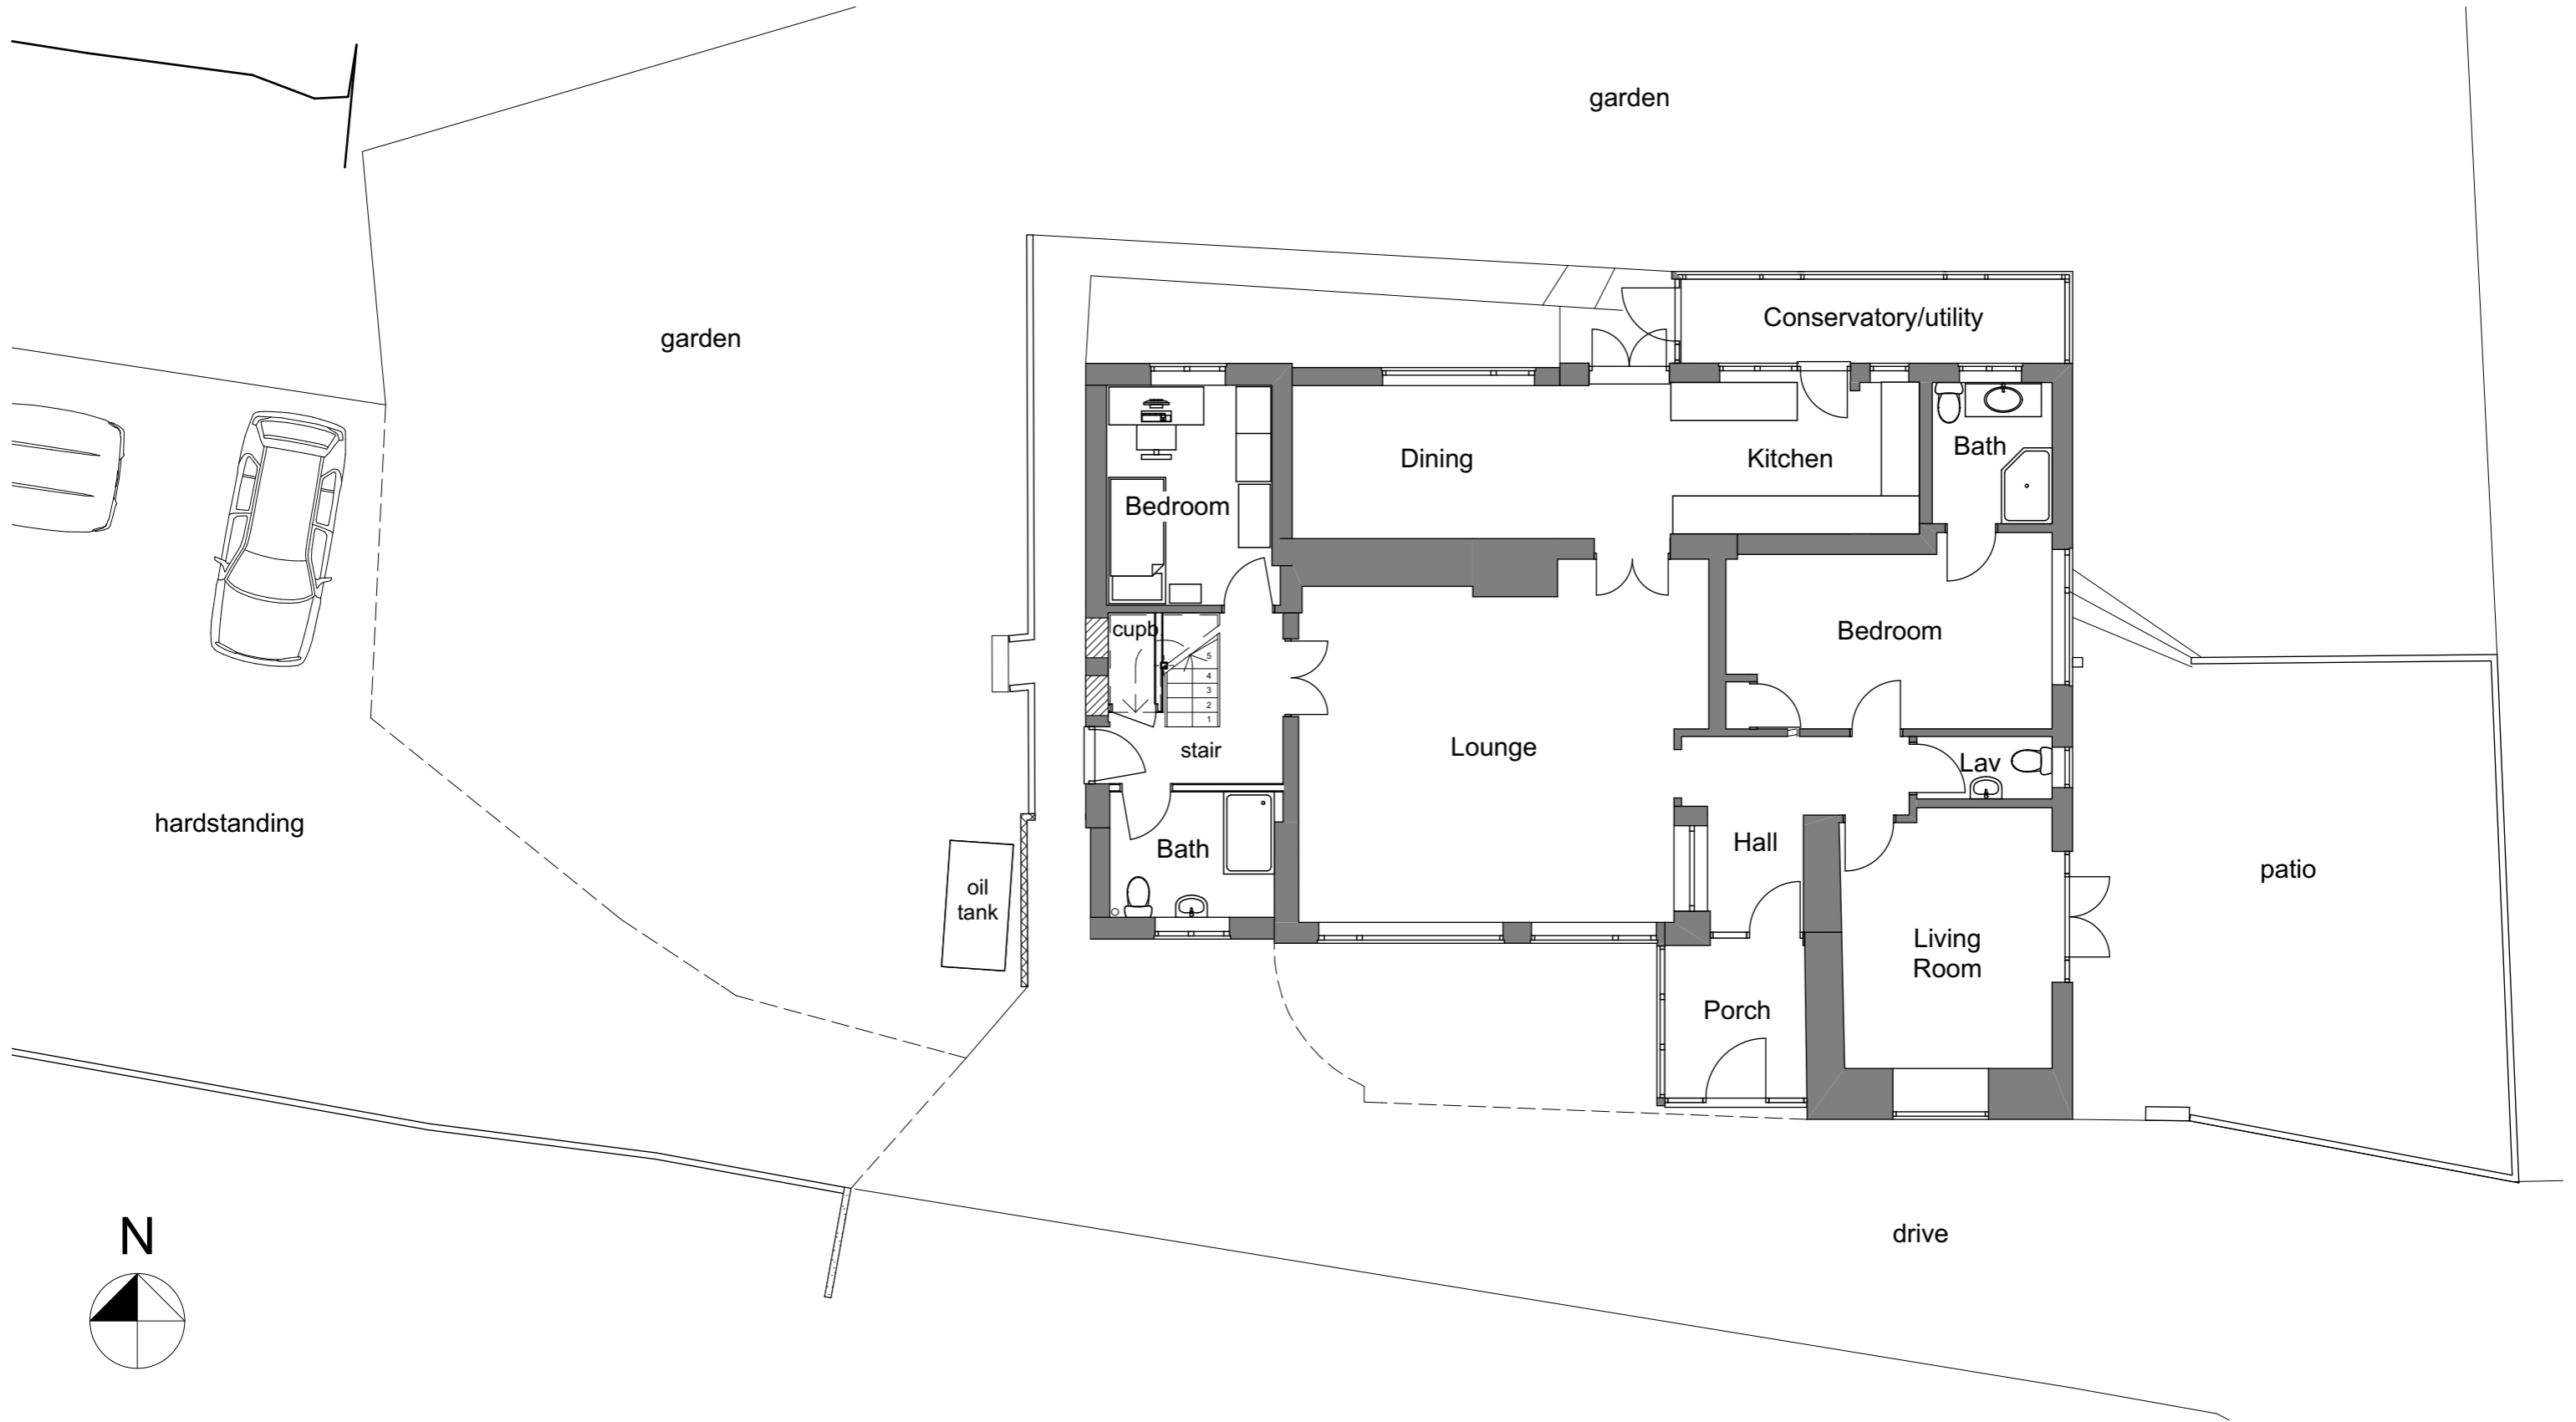 garden
garden
Conservatory/utility
Dining
Kitchen
Bath
Bedroom
cupb
5
4
3
2
1
Bedroom
stair
Lounge
Lav
hardstanding
Bath
Hall
patio
oil
tank
Living
Room
Porch
N
drive